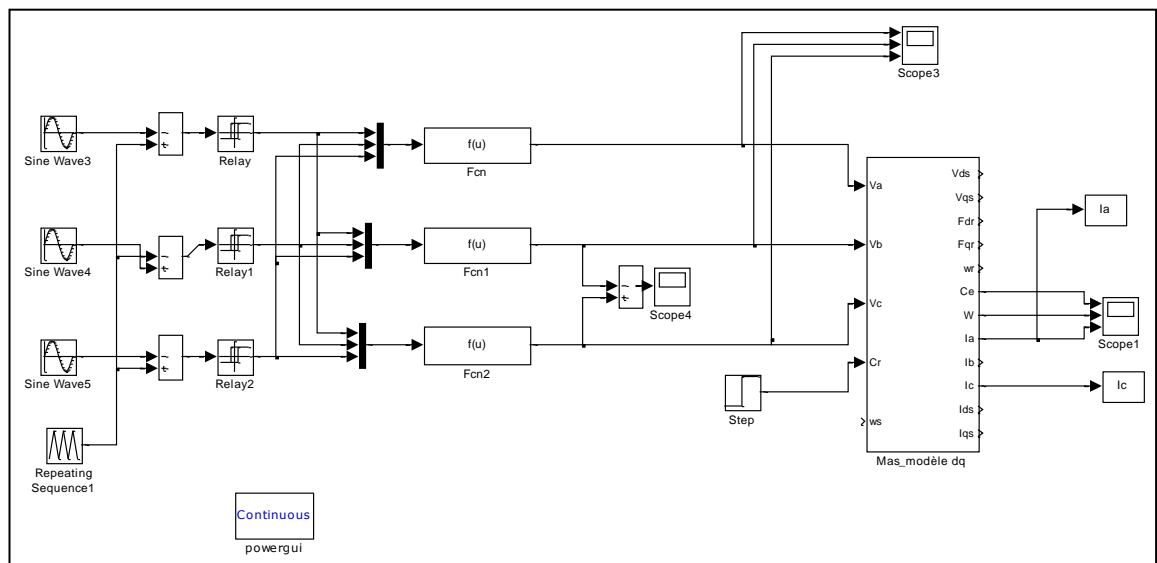 Scope3
Sine Wave3
Relay
f(u)
Fcn
Sine Wave4
Relay1
f(u)
Fcn1
Scope4
Sine Wave5
Relay2
f(u)
Fcn2
Step
Repeating
Sequence1
Continuous
powergui
Va
Vb
Vc
Cr
ws
Vds
Vqs
Fdr
Fqr
wr
Ce
W
Ia
Ib
Ic
Ids
Iqs
Mas_modèle dq
Ia
Scope1
Ic